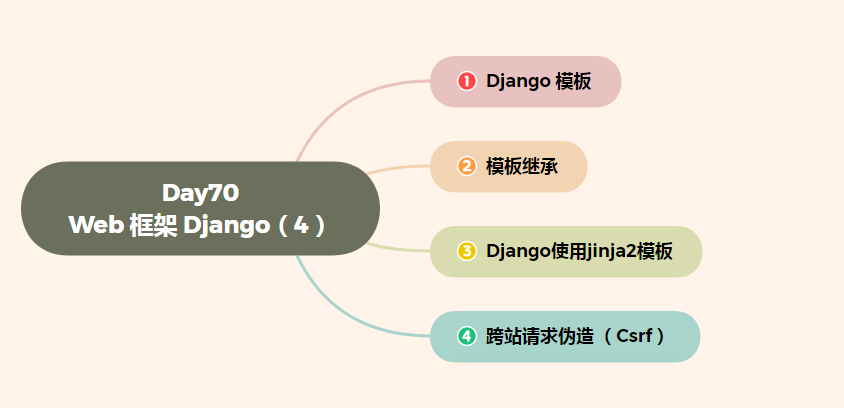 Day70
Web 框架 Django（4）
1 Django 模板
2 模板继承
3 Django使用jinja2模板
4 跨站请求伪造（Csrf）